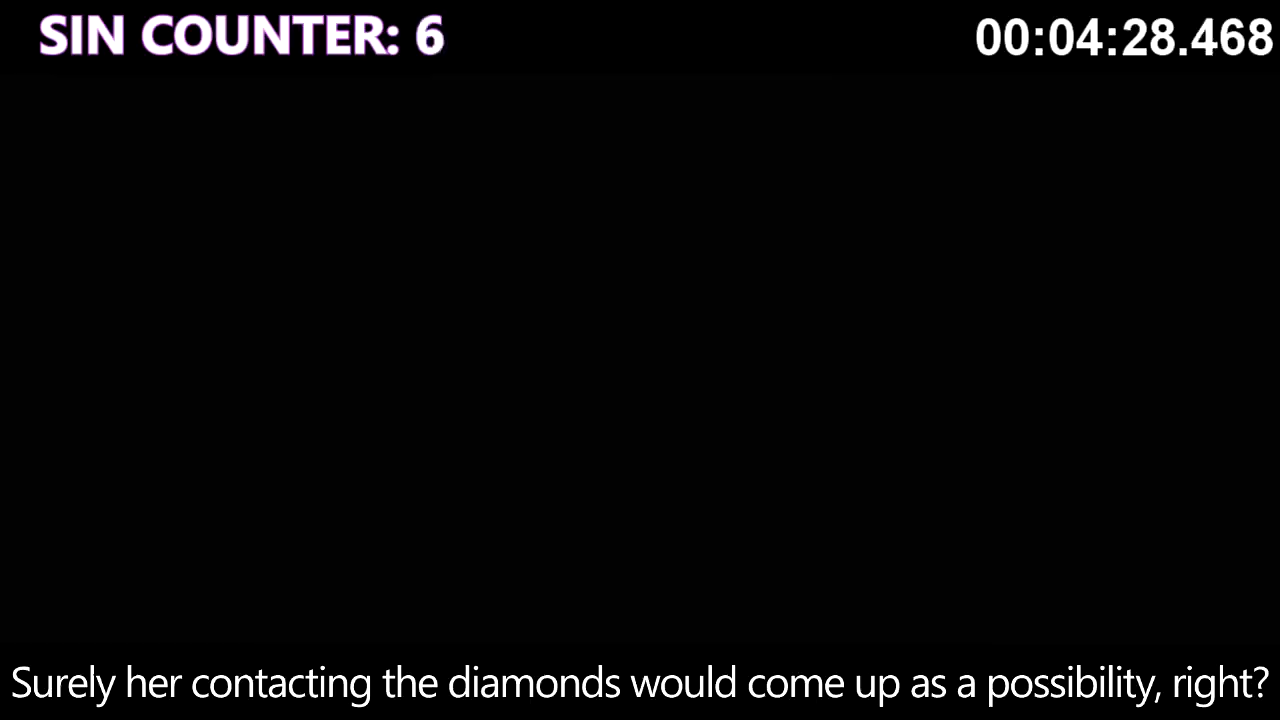 SIN COUNTER: 6
00:04:28.468
Surely her contacting the diamonds would come up as a possibility, right?